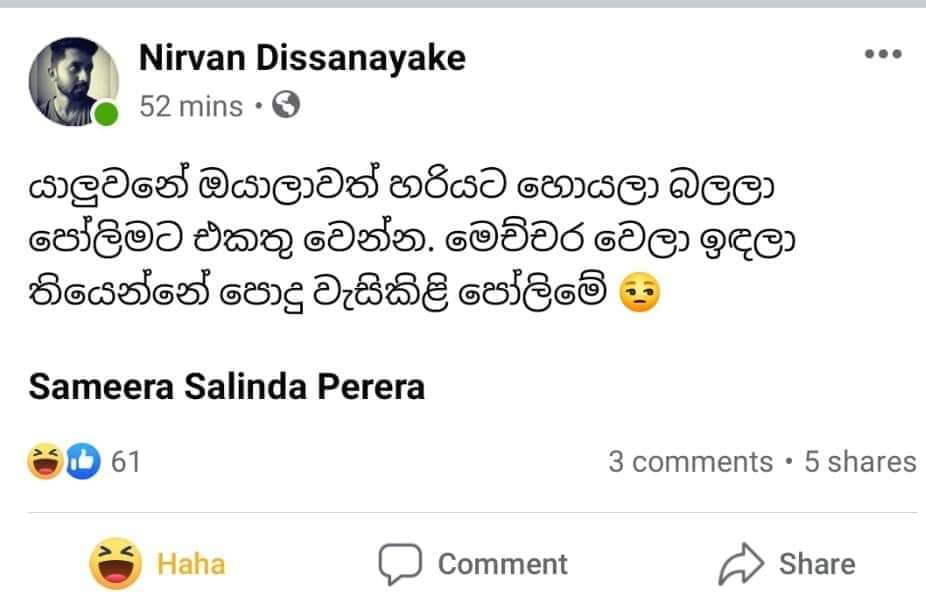 Nirvan Dissanayake
52 mins •
යාලුවනේ ඔයාලාවත් හරියට හොයලා බලලා
පෝලිමට එකතු වෙන්න. මෙච්චර වෙලා ඉඳලා
තියෙන්නේ පොදු වැසිකිළි පෝලිමේ 😒
Sameera Salinda Perera
61 3 comments • 5 shares
Haha Comment Share